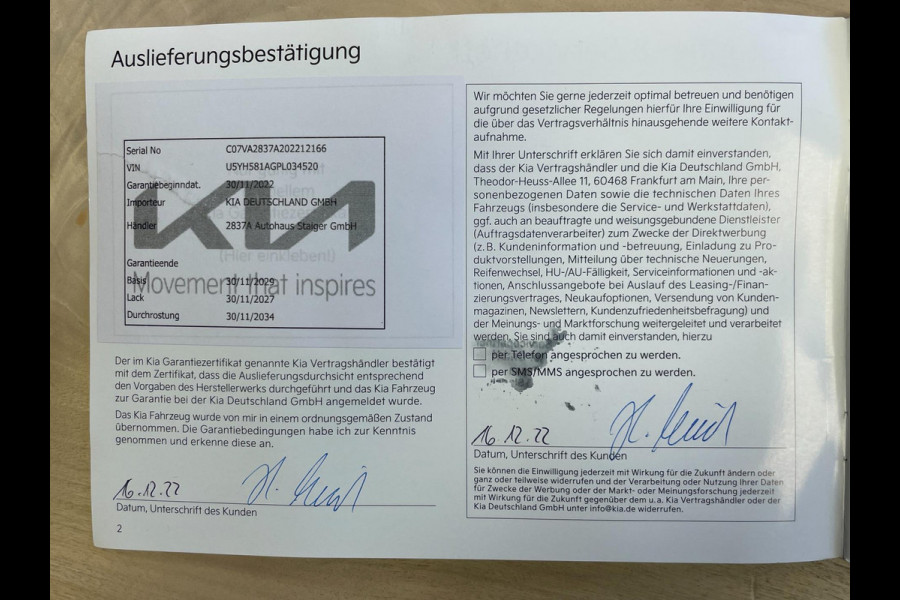 Auslieferungsbestätigung
Serial No C07VA2837A202212166
VIN U5YH581AGPL034520
Garantiebeginndat. 30/11/2022
Importeur KIA DEUTSCHLAND GMBH
Händler 2837A Autohaus Staiger GmbH
(Hier einkleben!)
Garantieende
Basis 30/11/2029
Lack 30/11/2027
Durchrostung 30/11/2034
KIA
Movement that inspires
Der im Kia Garantiezertifikat genannte Kia Vertragshändler bestätigt
mit dem Zertifikat, dass die Auslieferungsdurchsicht entsprechend
den Vorgaben des Herstellerwerks durchgeführt und das Kia Fahrzeug
zur Garantie bei der Kia Deutschland GmbH angemeldet wurde.
Das Kia Fahrzeug wurde von mir in einem ordnungsgemäßen Zustand
übernommen. Die Garantiebedingungen habe ich zur Kenntnis
genommen und erkenne diese an.
16.12.22
Datum, Unterschrift des Kunden
2
Wir möchten Sie gerne jederzeit optimal betreuen und benötigen
aufgrund gesetzlicher Regelungen hierfür Ihre Einwilligung für
die über das Vertragsverhältnis hinausgehende weitere Kontakt-
aufnahme.
Mit Ihrer Unterschrift erklären Sie sich damit einverstanden,
dass der Kia Vertragshändler und die Kia Deutschland GmbH,
Theodor-Heuss-Allee 11, 60468 Frankfurt am Main, Ihre per-
sonenbezogenen Daten sowie die technischen Daten Ihres
Fahrzeugs (insbesondere die Service- und Werkstattdaten),
ggf. auch an beauftragte und weisungsgebundene Dienstleister
(Auftragsdatenverarbeiter) zum Zwecke der Direktwerbung
(z.B. Kundeninformation und -betreuung, Einladung zu Pro-
duktvorstellungen, Mitteilung über technische Neuerungen,
Reifenwechsel, HU-/AU-Fälligkeit, Serviceinformationen und -ak-
tionen, Anschlussangebote bei Auslauf des Leasing-/Finan-
zierungsvertrages, Neukaufoptionen, Versendung von Kunden-
magazinen, Newslettern, Kundenzufriedenheitsbefragung) und
der Meinungs- und Marktforschung weitergeleitet und verarbeitet
werden. Sie sind auch damit einverstanden, hierzu
per Telefon angesprochen zu werden.
per SMS/MMS angesprochen zu werden.
16.12.22
Datum, Unterschrift des Kunden
Sie können die Einwilligung jederzeit mit Wirkung für die Zukunft ändern oder
ganz oder teilweise widerrufen und der Verarbeitung oder Nutzung Ihrer Daten
für Zwecke der Werbung oder der Markt- oder Meinungsforschung jederzeit
mit Wirkung für die Zukunft gegenüber dem u.a. Kia Vertragshändler oder der
Kia Deutschland GmbH unter info@kia.de widerrufen.